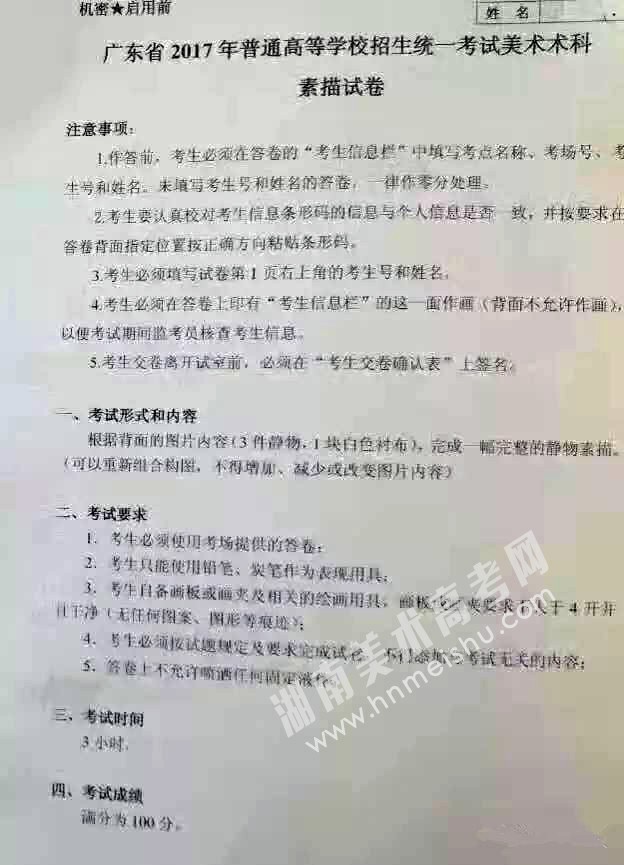 机密★启用前
姓 名
广东省 2017 年普通高等学校招生统一考试美术术科
素描试卷
注意事项：
1.作答前，考生必须在答卷的“考生信息栏”中填写考点名称、考场号、考
生号和姓名。未填写考生号和姓名的答卷，一律作零分处理。
2.考生要认真校对考生信息条形码的信息与个人信息是否一致，并按要求在
答卷背面指定位置按正确方向粘贴条形码。
3.考生必须填写试卷第 1 页右上角的考生号和姓名。
4.考生必须在答卷上印有“考生信息栏”的这一面作画（背面不允许作画），
以便考试期间监考员核查考生信息。
5.考生交卷离开试室前，必须在“考生交卷确认表”上签名。
一、考试形式和内容
根据背面的图片内容（3 件静物，1 块白色衬布），完成一幅完整的静物素描。
（可以重新组合构图，不得增加、减少或改变图片内容）
二、考试要求
1．考生必须使用考场提供的答卷；
2．考生只能使用铅笔、炭笔作为表现用具；
3．考生自备画板或画夹及相关的绘画用具，画板 夹要求不大于 4 开并
且干净（无任何图案、图形等痕迹）；
4．考生必须按试题规定及要求完成试卷，不 考试无关的内容；
5．答卷上不允许喷洒任何固定液体。
三、考试时间
3 小时。
四、考试成绩
满分为 100 分。
湖南美术高考网
www.hnmeishu.com